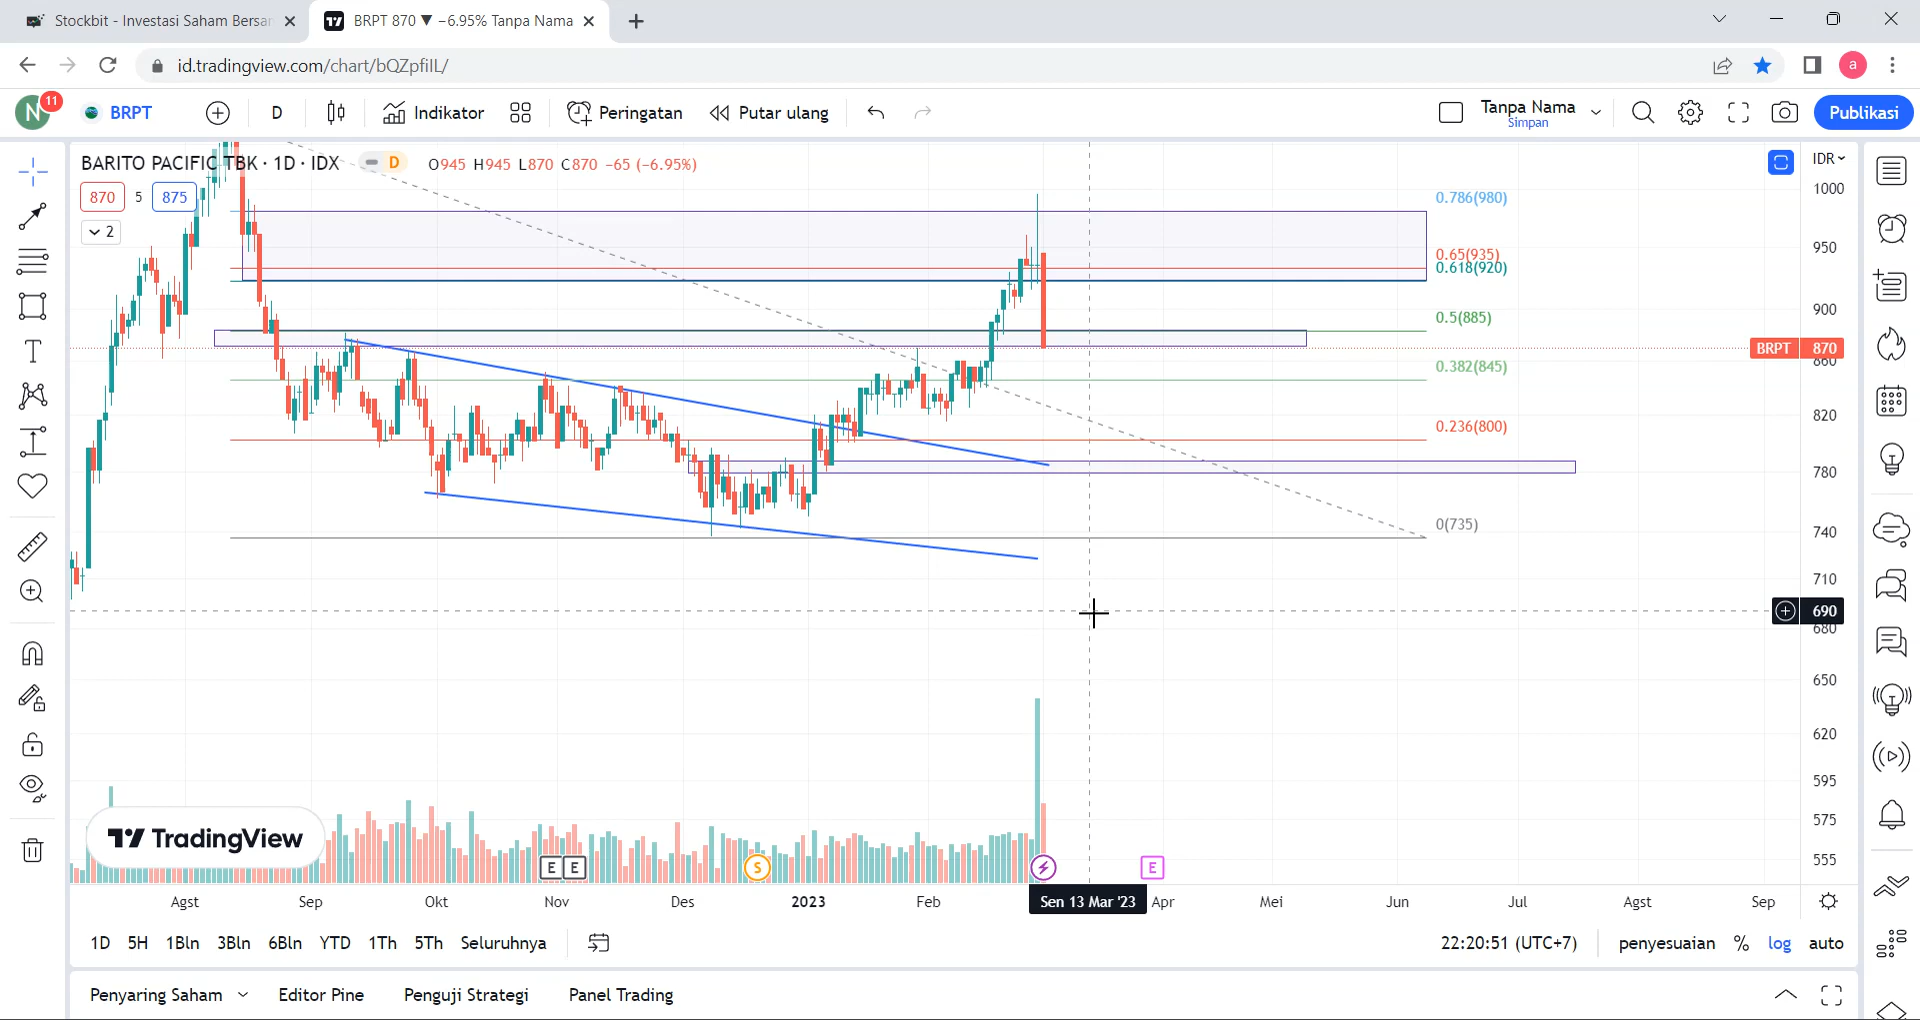 Stockbit - Investasi Saham Bersar
BRPT 870 ▼ −6.95% Tanpa Nama
id.tradingview.com/chart/bQZpfiIL/
a
N 11 BRPT D Indikator Peringatan Putar ulang Tanpa Nama Publikasi
Simpan
BARITO PACIFIC TBK · 1D · IDX D O945 H945 L870 C870 −65 (−6.95%)
870 5 875
2
IDR
1000
950
900
860
820
780
740
710
680
650
620
595
575
555
0.786(980)
0.65(935)
0.618(920)
0.5(885)
0.382(845)
0.236(800)
0(735)
BRPT 870
690
TradingView
E E S E
Agst Sep Okt Nov Des 2023 Feb Sen 13 Mar '23 Apr Mei Jun Jul Agst Sep
1D 5H 1Bln 3Bln 6Bln YTD 1Th 5Th Seluruhnya 22:20:51 (UTC+7) penyesuaian % log auto
Penyaring Saham Editor Pine Penguji Strategi Panel Trading